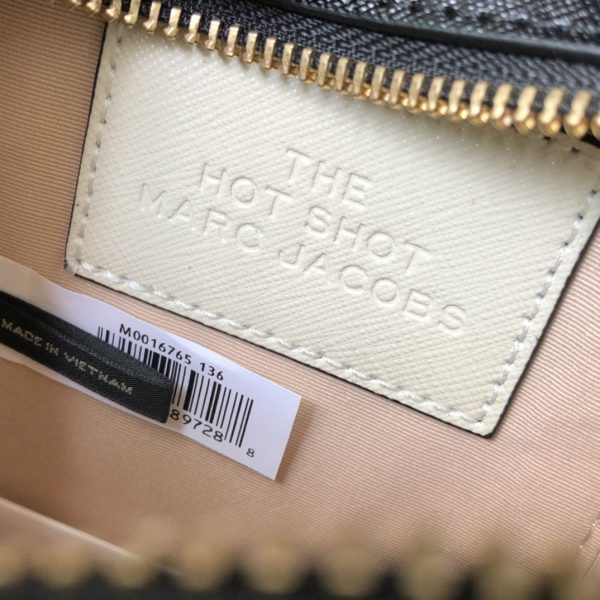 THE
HOT SHOT
MARC JACOBS
M0016765 136
MADE IN VIETNAM
89728 8